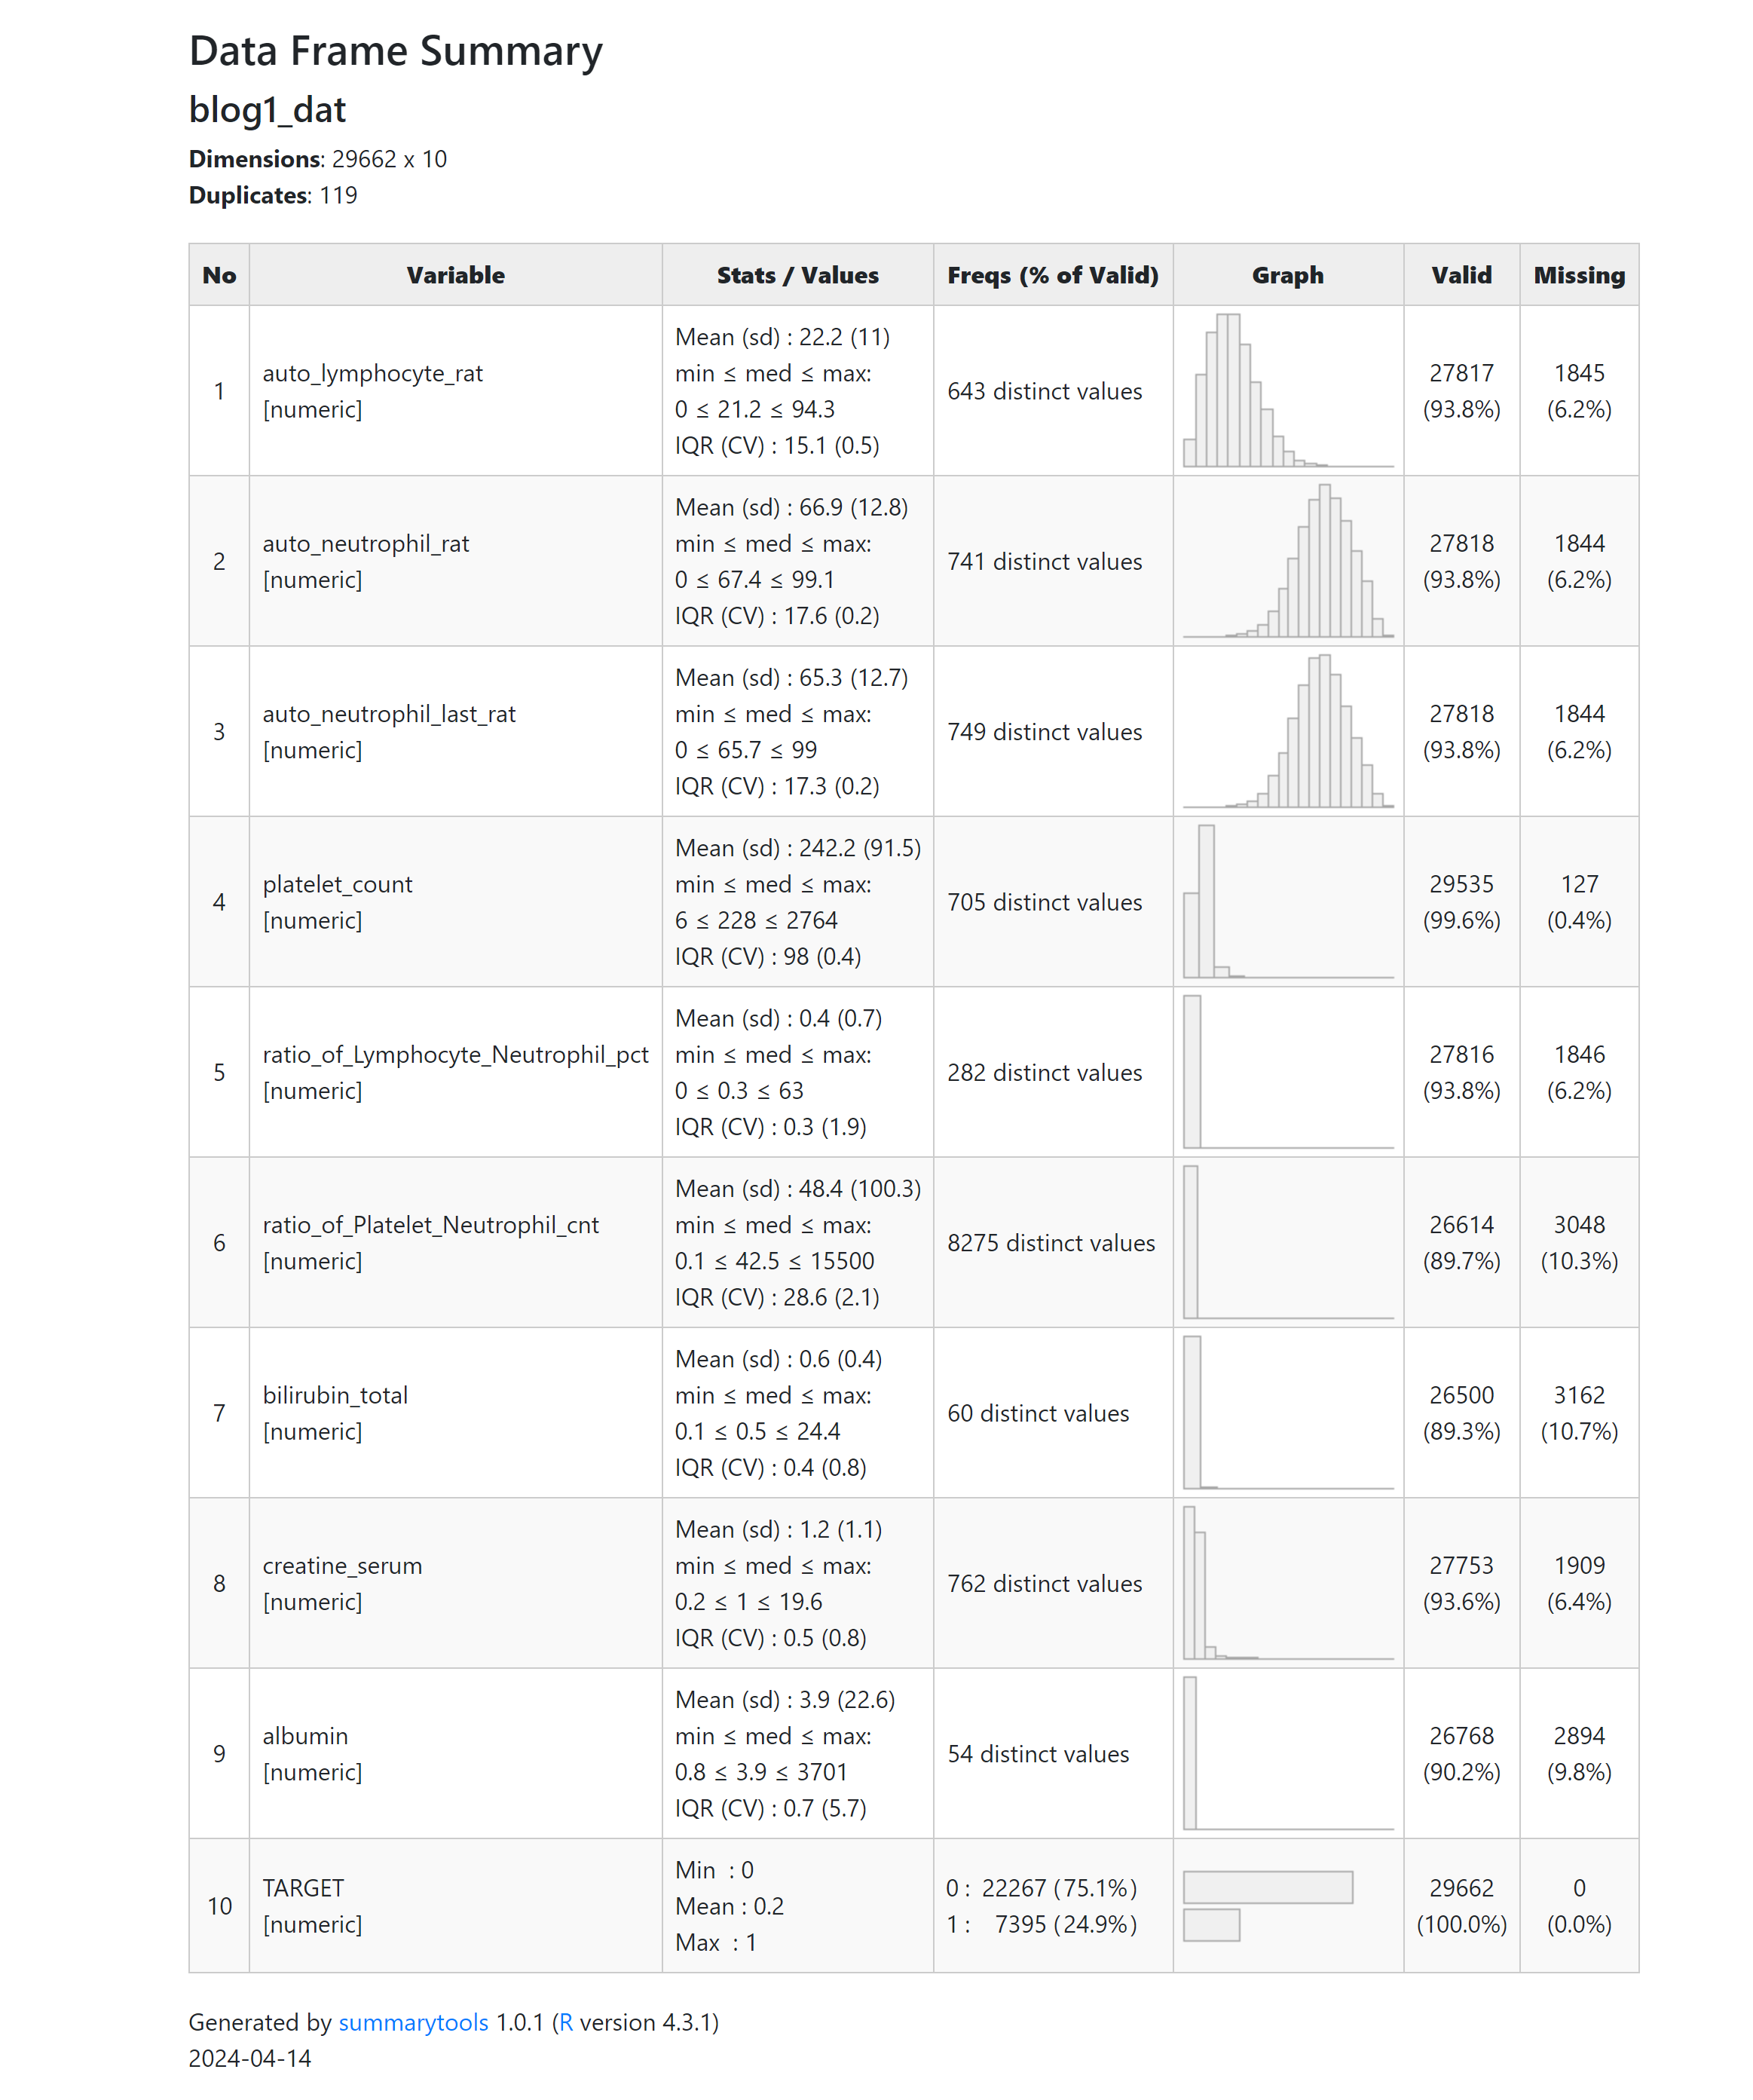 Data Frame Summary
blog1_dat
Dimensions: 29662 x 10
Duplicates: 119
No Variable Stats / Values Freqs (% of Valid) Graph Valid Missing
1 auto_lymphocyte_rat [numeric] Mean (sd) : 22.2 (11)
min ≤ med ≤ max:
0 ≤ 21.2 ≤ 94.3
IQR (CV) : 15.1 (0.5)
643 distinct values
27817 (93.8%)
1845 (6.2%)
2 auto_neutrophil_rat [numeric] Mean (sd) : 66.9 (12.8)
min ≤ med ≤ max:
0 ≤ 67.4 ≤ 99.1
IQR (CV) : 17.6 (0.2)
741 distinct values
27818 (93.8%)
1844 (6.2%)
3 auto_neutrophil_last_rat [numeric] Mean (sd) : 65.3 (12.7)
min ≤ med ≤ max:
0 ≤ 65.7 ≤ 99
IQR (CV) : 17.3 (0.2)
749 distinct values
27818 (93.8%)
1844 (6.2%)
4 platelet_count [numeric] Mean (sd) : 242.2 (91.5)
min ≤ med ≤ max:
6 ≤ 228 ≤ 2764
IQR (CV) : 98 (0.4)
705 distinct values
29535 (99.6%)
127 (0.4%)
5 ratio_of_Lymphocyte_Neutrophil_pct [numeric] Mean (sd) : 0.4 (0.7)
min ≤ med ≤ max:
0 ≤ 0.3 ≤ 63
IQR (CV) : 0.3 (1.9)
282 distinct values
27816 (93.8%)
1846 (6.2%)
6 ratio_of_Platelet_Neutrophil_cnt [numeric] Mean (sd) : 48.4 (100.3)
min ≤ med ≤ max:
0.1 ≤ 42.5 ≤ 15500
IQR (CV) : 28.6 (2.1)
8275 distinct values
26614 (89.7%)
3048 (10.3%)
7 bilirubin_total [numeric] Mean (sd) : 0.6 (0.4)
min ≤ med ≤ max:
0.1 ≤ 0.5 ≤ 24.4
IQR (CV) : 0.4 (0.8)
60 distinct values
26500 (89.3%)
3162 (10.7%)
8 creatine_serum [numeric] Mean (sd) : 1.2 (1.1)
min ≤ med ≤ max:
0.2 ≤ 1 ≤ 19.6
IQR (CV) : 0.5 (0.8)
762 distinct values
27753 (93.6%)
1909 (6.4%)
9 albumin [numeric] Mean (sd) : 3.9 (22.6)
min ≤ med ≤ max:
0.8 ≤ 3.9 ≤ 3701
IQR (CV) : 0.7 (5.7)
54 distinct values
26768 (90.2%)
2894 (9.8%)
10 TARGET [numeric] Min : 0
Mean : 0.2
Max : 1
0 : 22267 (75.1%)
1 : 7395 (24.9%)
29662 (100.0%)
0 (0.0%)
Generated by summarytools 1.0.1 (R version 4.3.1)
2024-04-14